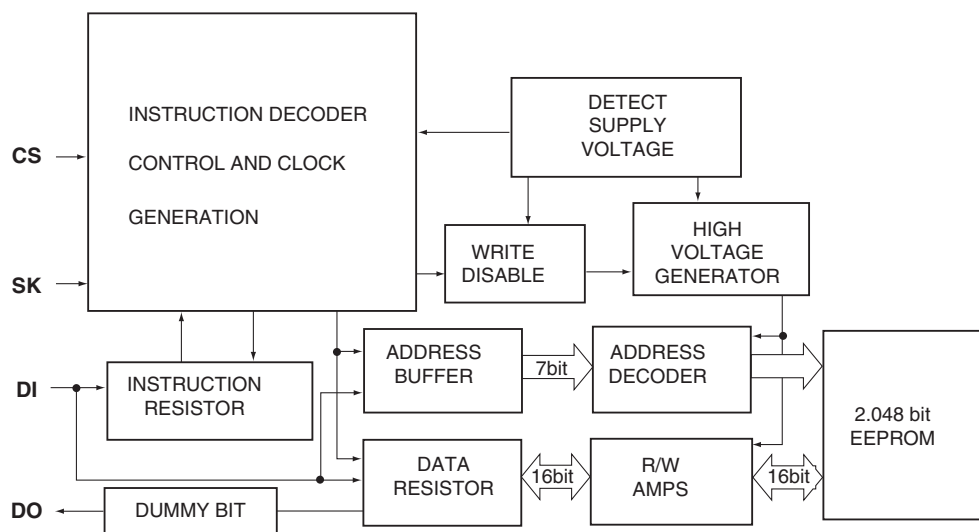 INSTRUCTION DECODER
CONTROL AND CLOCK
GENERATION
DETECT
SUPPLY
VOLTAGE
CS
SK
WRITE
DISABLE
HIGH
VOLTAGE
GENERATOR
DI
INSTRUCTION
RESISTOR
ADDRESS
BUFFER
7bit
ADDRESS
DECODER
2.048 bit
EEPROM
DATA
RESISTOR
16bit
R/W
AMPS
16bit
DO
DUMMY BIT